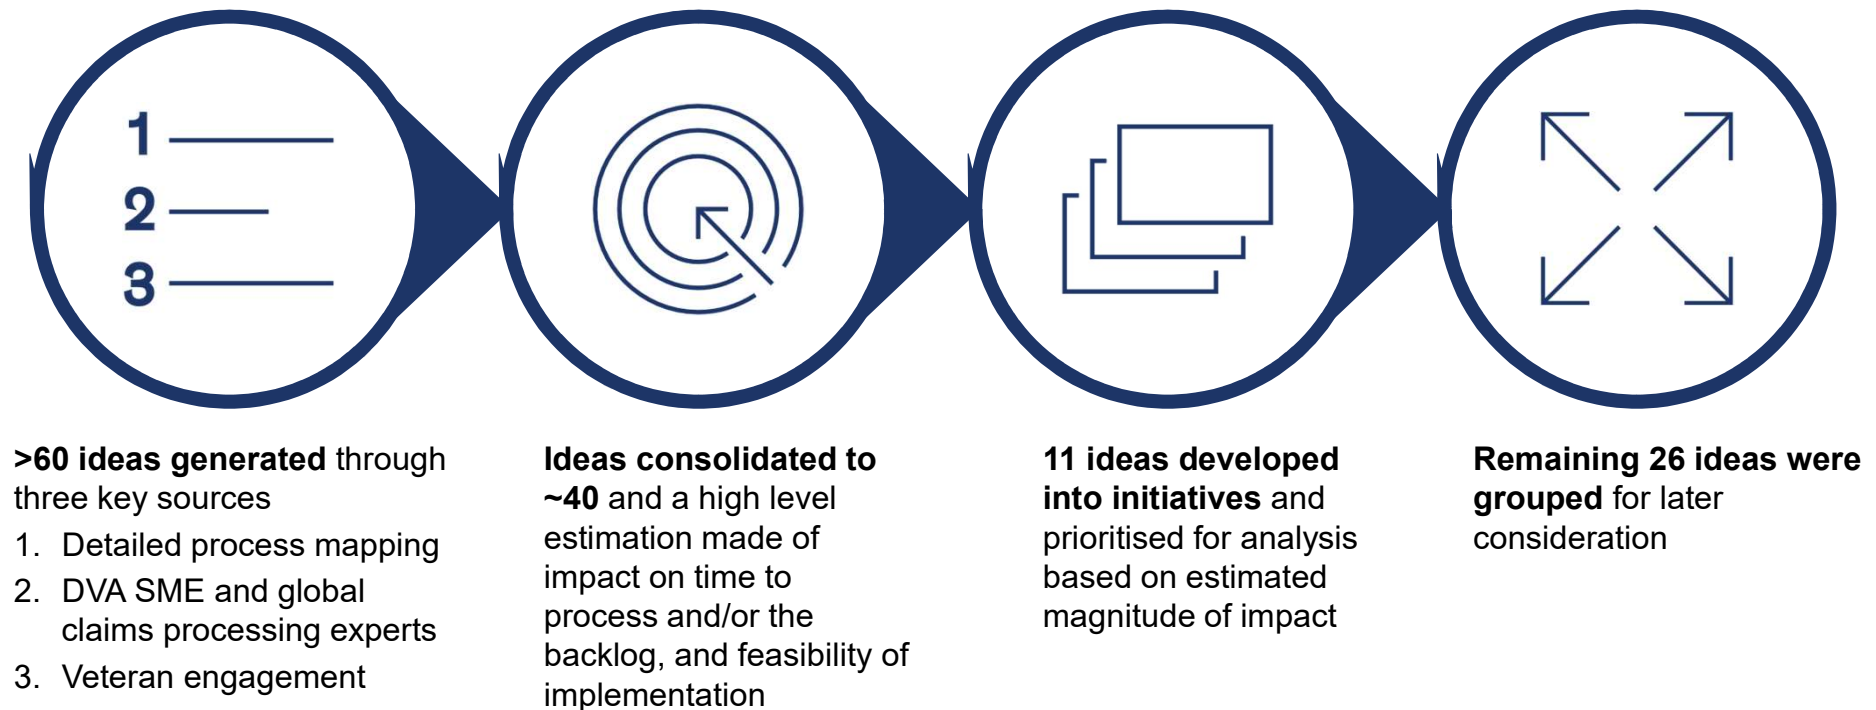 1
2
3
>60 ideas generated through
three key sources
1. Detailed process mapping
2. DVA SME and global
claims processing experts
3. Veteran engagement
Ideas consolidated to
~40 and a high level
estimation made of
impact on time to
process and/or the
backlog, and feasibility of
implementation
11 ideas developed
into initiatives and
prioritised for analysis
based on estimated
magnitude of impact
Remaining 26 ideas were
grouped for later
consideration